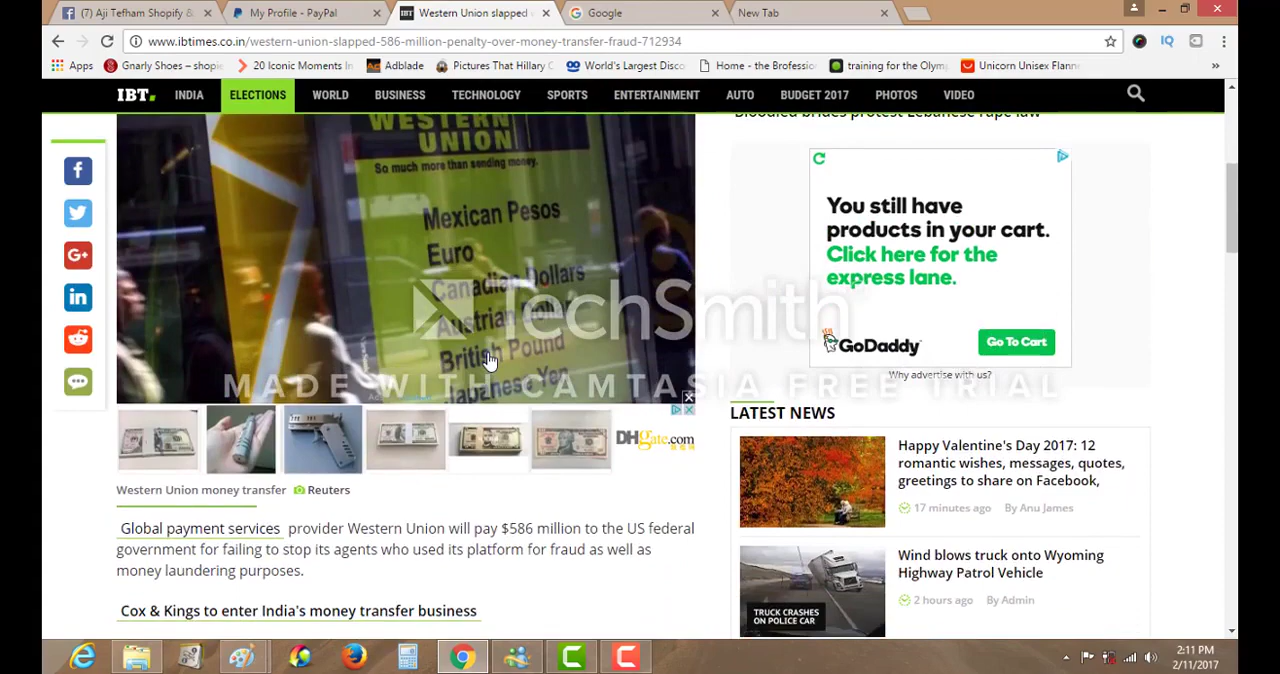 (7) Aji Tefham Shopify &
My Profile - PayPal
IBT
Western Union slapped
Google
New Tab
www.ibtimes.co.in/western-union-slapped-586-million-penalty-over-money-transfer-fraud-712934
Apps
Gnarly Shoes – shopi
20 Iconic Moments In
Adblade
Pictures That Hillary C
World's Largest Disco
Home - the Brofessio
training for the Olymp
Unicorn Unisex Flann
»
IBT.
INDIA
ELECTIONS
WORLD
BUSINESS
TECHNOLOGY
SPORTS
ENTERTAINMENT
AUTO
BUDGET 2017
PHOTOS
VIDEO
Bloodied brides protest Lebanese rape law
WESTERN
UNION
So much more than sending money.
Mexican Pesos
Euro
Canadian Dollars
Austrian Dollar
British Pound
Japanese Yen
You still have
products in your cart.
Click here for the
express lane.
GoDaddy
Go To Cart
Why advertise with us?
TechSmith
MADE WITH CAMTASIA FREE TRIAL
DHgate.com
Western Union money transfer
Reuters
Global payment services provider Western Union will pay $586 million to the US federal
government for failing to stop its agents who used its platform for fraud as well as
money laundering purposes.
Cox & Kings to enter India's money transfer business
LATEST NEWS
Happy Valentine's Day 2017: 12
romantic wishes, messages, quotes,
greetings to share on Facebook,
17 minutes ago By Anu James
Wind blows truck onto Wyoming
Highway Patrol Vehicle
2 hours ago By Admin
TRUCK CRASHES
ON POLICE CAR
2:11 PM
2/11/2017